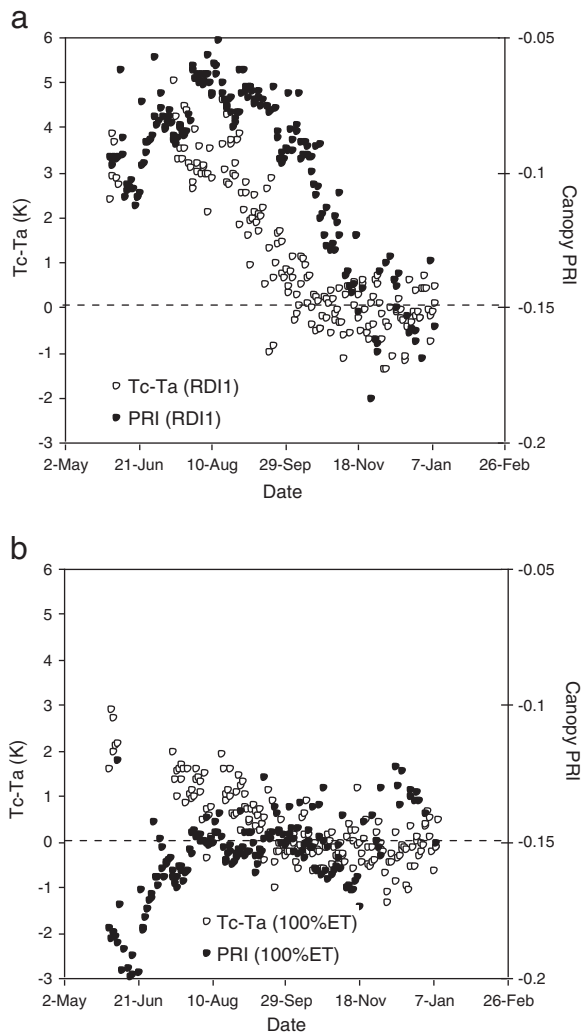 a
6
5
4
3
2
1
0
-1
-2
-3
Tc-Ta (K)
-0.05
-0.1
-0.15
-0.2
Canopy PRI
Tc-Ta (RDI1)
PRI (RDI1)
2-May 21-Jun 10-Aug 29-Sep 18-Nov 7-Jan 26-Feb
Date
b
6
5
4
3
2
1
0
-1
-2
-3
Tc-Ta (K)
-0.05
-0.1
-0.15
-0.2
Canopy PRI
Tc-Ta (100%ET)
PRI (100%ET)
2-May 21-Jun 10-Aug 29-Sep 18-Nov 7-Jan 26-Feb
Date